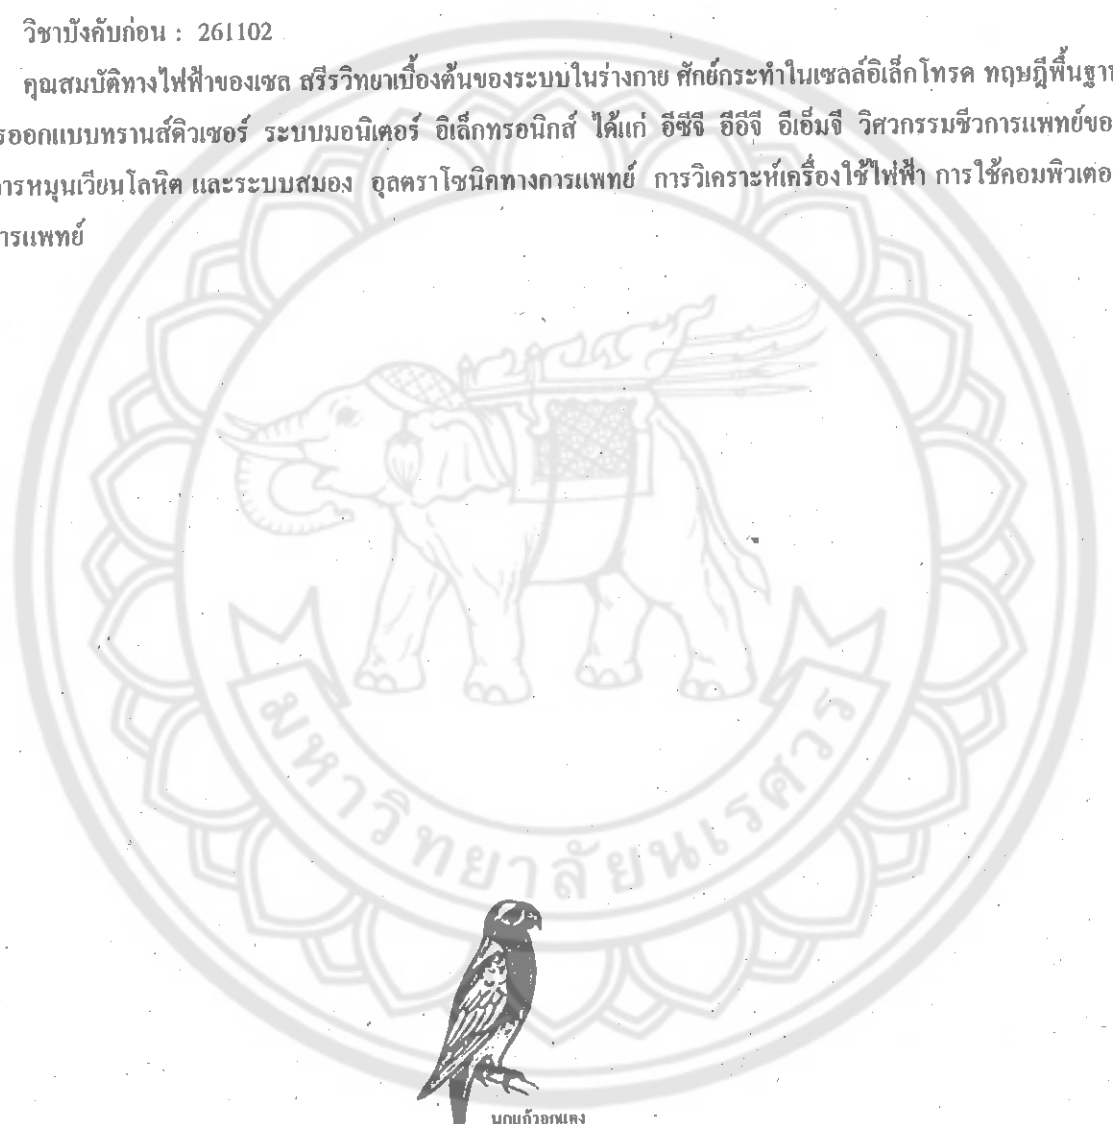 วิชาบังคับก่อน : 261102
คุณสมบัติทางไฟฟ้าของเซล สรีรวิทยาเบื้องต้นของระบบในร่างกาย ศักย์กระทำในเซลล์อิเล็กโทรด ทฤษฎีพื้นฐาน
รออกแบบทรานส์ดิวเซอร์ ระบบมอนิเตอร์ อิเล็กทรอนิกส์ ได้แก่ อีซีจี อีอีจี อีเอ็มจี วิศวกรรมชีวการแพทย์ขอ
การหมุนเวียนโลหิต และระบบสมอง อุลตราโซนิกทางการแพทย์ การวิเคราะห์เครื่องใช้ไฟฟ้า การใช้คอมพิวเตอ
ารแพทย์
มหาวิทยาลัยนเรศวร
นกแก้วอกแดง